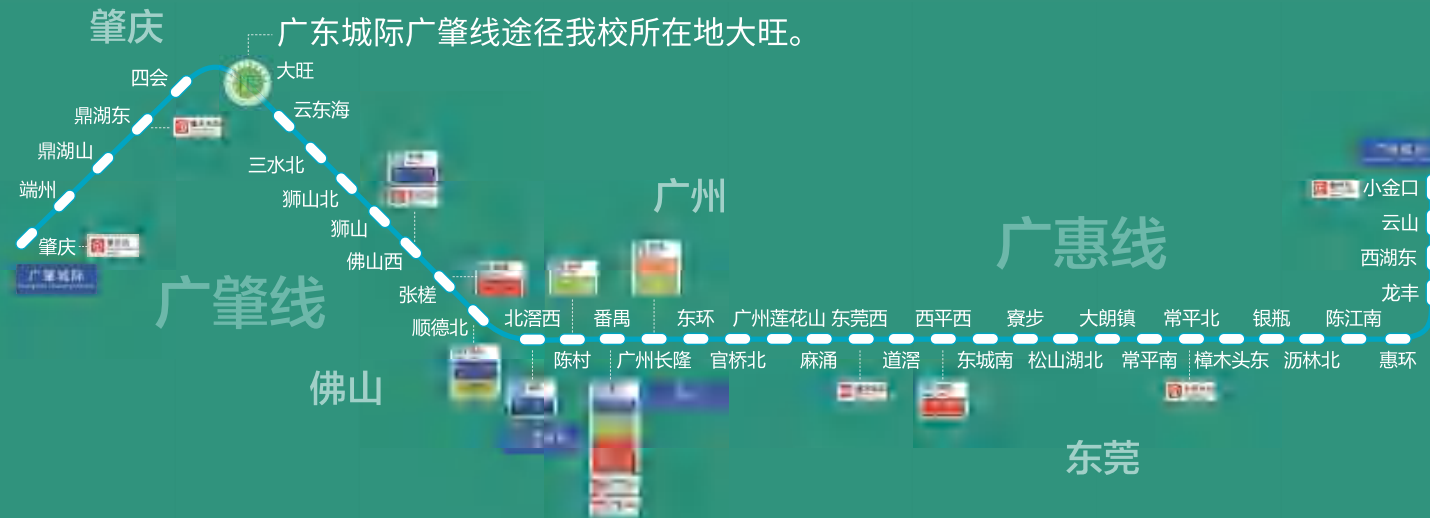 肇庆
广东城际广肇线途径我校所在地大旺。
四会
大旺
鼎湖东
云东海
鼎湖山
三水北
端州
狮山北
狮山
肇庆
佛山西
广肇城际
张槎
顺德北
广肇线
佛山
广州
北滘西
番禺
东环
广州莲花山
东莞西
西平西
寮步
大朗镇
常平北
银瓶
陈江南
陈村
广州长隆
官桥北
麻涌
道滘
东城南
松山湖北
常平南
樟木头东
沥林北
惠环
广惠线
小金口
云山
西湖东
龙丰
东莞